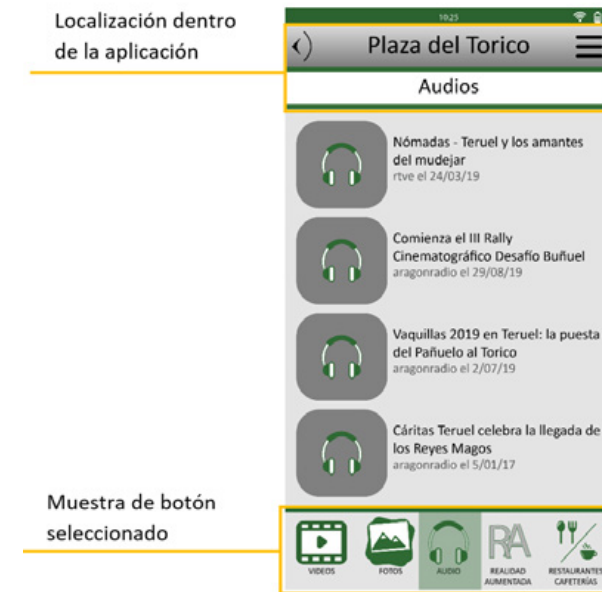 Localización dentro
de la aplicación
10:25
Plaza del Torico
Audios
Nómadas - Teruel y los amantes
del mudejar
rtve el 24/03/19
Comienza el III Rally
Cinematográfico Desafío Buñuel
aragonradio el 29/08/19
Vaquillas 2019 en Teruel: la puesta
del Pañuelo al Torico
aragonradio el 2/07/19
Cáritas Teruel celebra la llegada de
los Reyes Magos
aragonradio el 5/01/17
Muestra de botón
seleccionado
RA
VIDEOS FOTOS AUDIO REALIDAD RESTAURANTES
AUMENTADA CAFETERÍAS